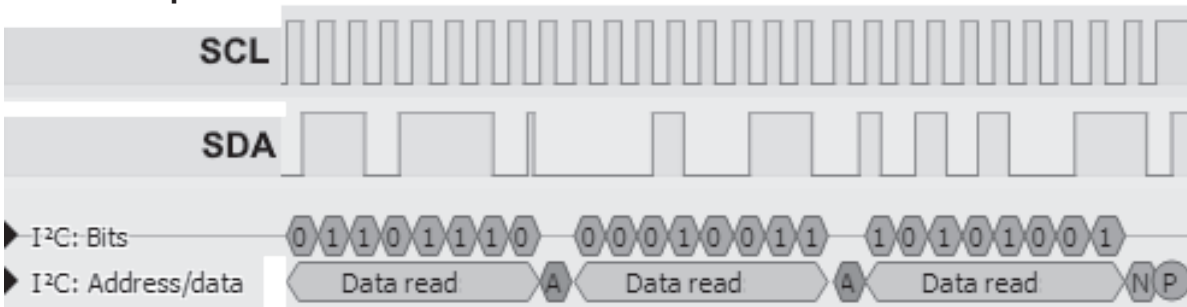 SCL
SDA
I²C: Bits 0 1 1 0 1 1 1 0 0 0 0 1 0 0 1 1 1 0 1 0 1 0 0 1
I²C: Address/data Data read A Data read A Data read N P